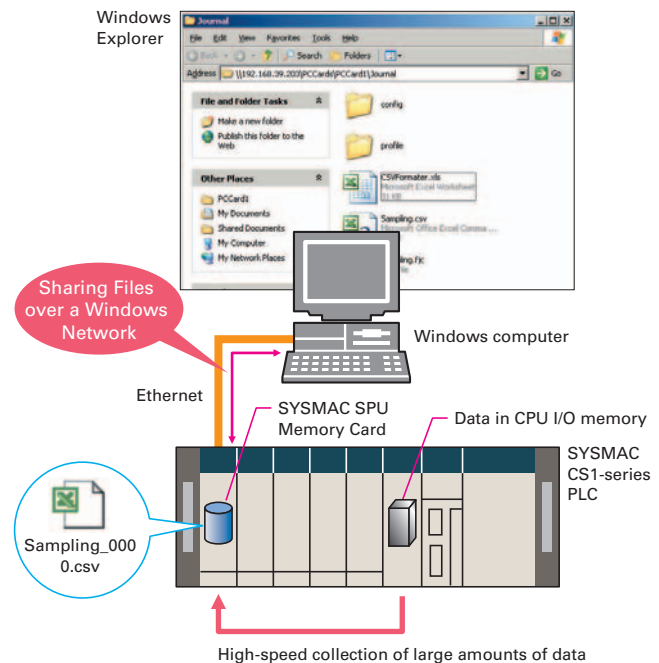 Windows
Explorer
Journal
File Edit View Favorites Tools Help
Back Search Folders
Address \\192.168.39.203\PCCards\PCCard1\Journal Go
File and Folder Tasks
Make a new folder
Publish this folder to the
Web
Other Places
PCCard1
My Documents
Shared Documents
My Computer
My Network Places
config
profile
CSVFormater.xls
Microsoft Excel Worksheet
31 KB
Sampling.csv
Microsoft Office Excel Comma ...
Sharing Files
over a Windows
Network
Windows computer
Ethernet
SYSMAC SPU
Memory Card
Data in CPU I/O memory
SYSMAC
CS1-series
PLC
Sampling_000
0.csv
High-speed collection of large amounts of data